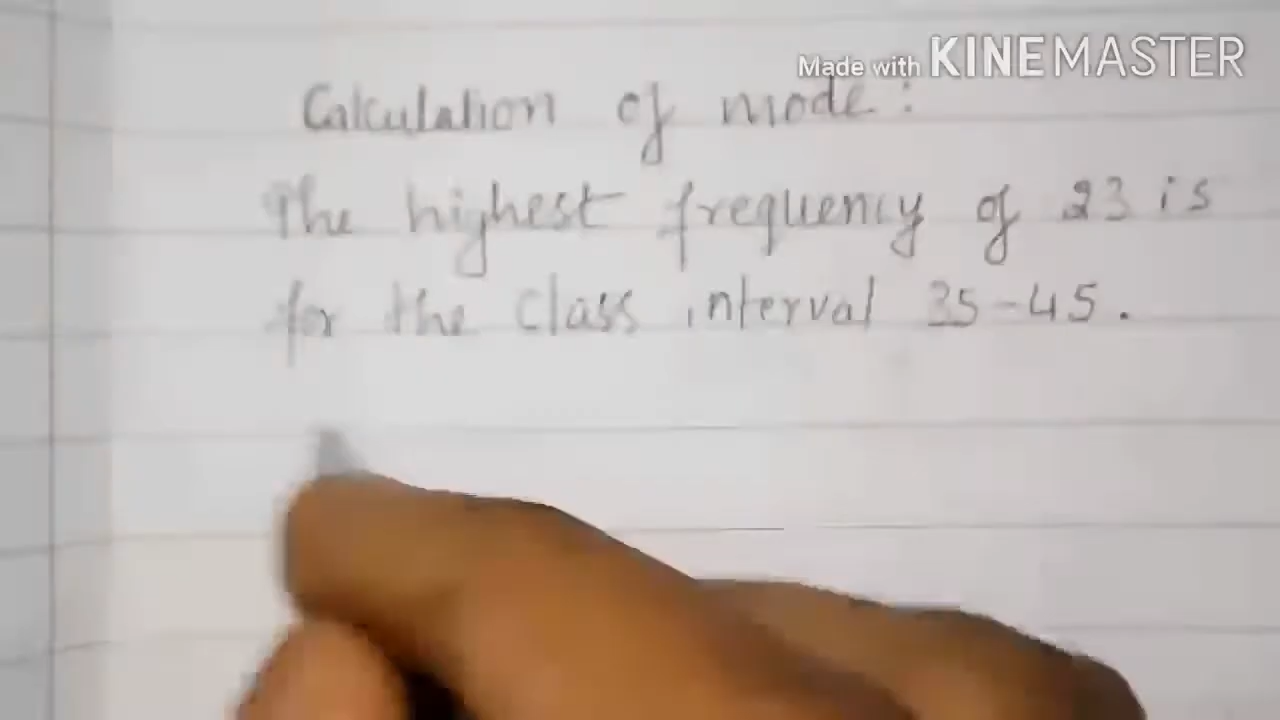 Made with KINEMASTER
Calculation of mode:
The highest frequency of 23 is
for the class interval 35-45.